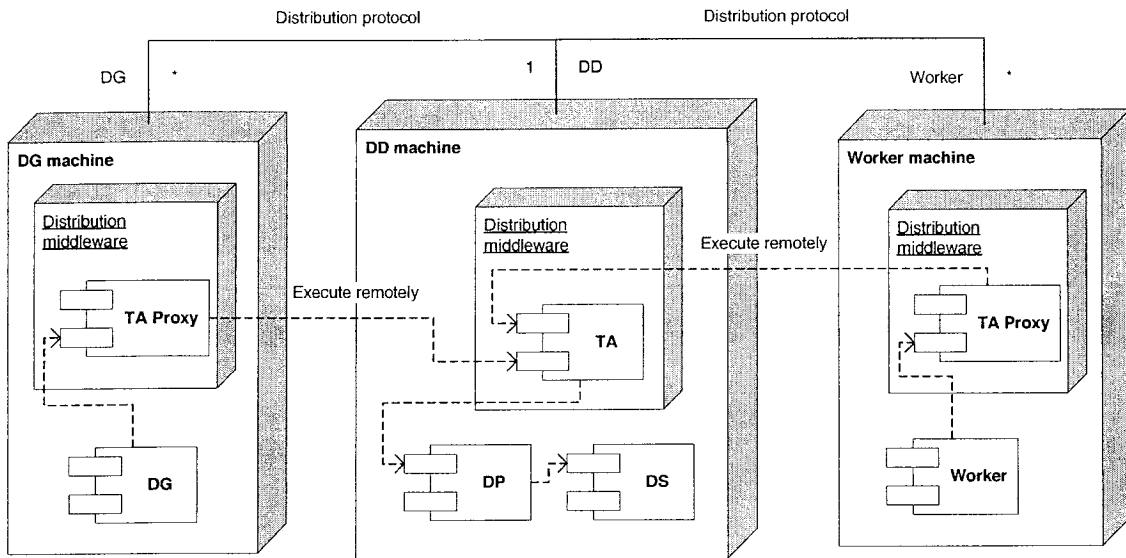 Distribution protocol
Distribution protocol
DG *
1 DD
Worker *
DG machine
DD machine
Worker machine
Distribution
middleware
Distribution
middleware
Distribution
middleware
Execute remotely
Execute remotely
TA Proxy
TA
TA Proxy
DG
DP
DS
Worker